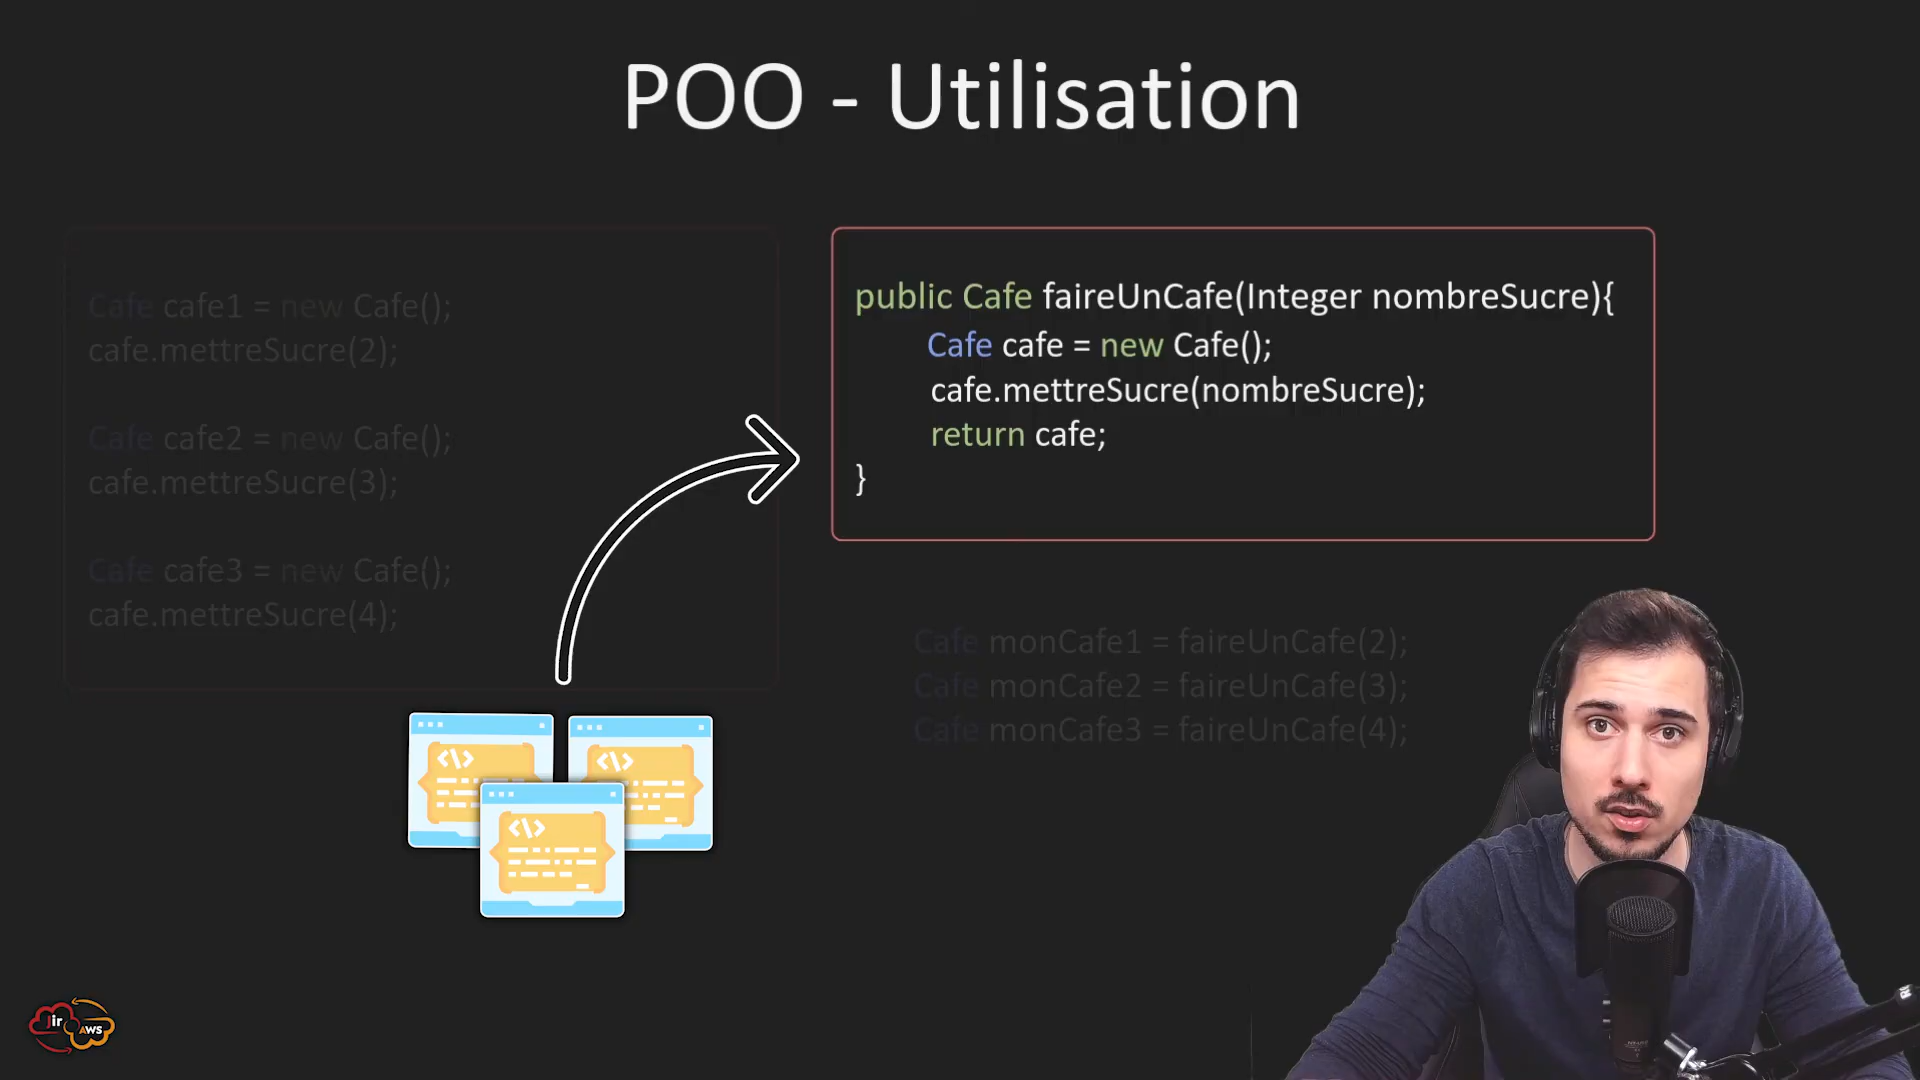 POO - Utilisation
Cafe cafe1 = new Cafe();
cafe.mettreSucre(2);
Cafe cafe2 = new Cafe();
cafe.mettreSucre(3);
Cafe cafe3 = new Cafe();
cafe.mettreSucre(4);
public Cafe faireUnCafe(Integer nombreSucre){
Cafe cafe = new Cafe();
cafe.mettreSucre(nombreSucre);
return cafe;
}
Cafe monCafe1 = faireUnCafe(2);
Cafe monCafe2 = faireUnCafe(3);
Cafe monCafe3 = faireUnCafe(4);
Jir AWS